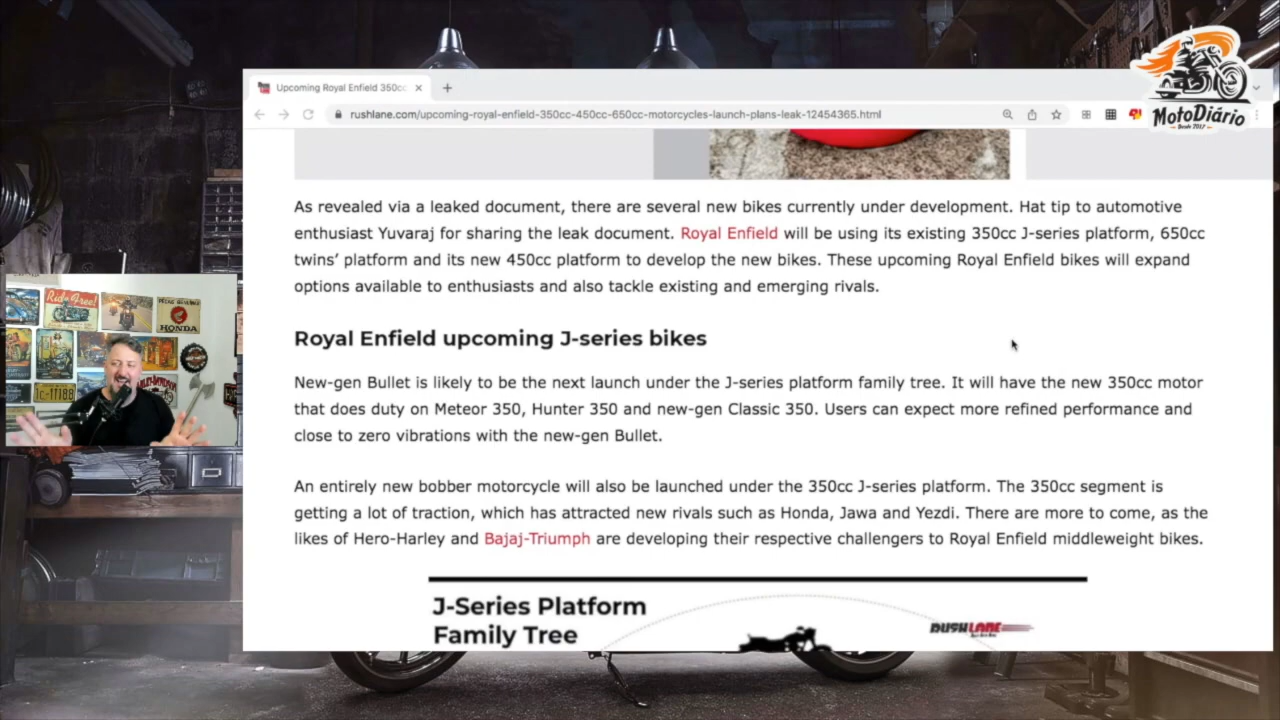 Upcoming Royal Enfield 350cc
rushlane.com/upcoming-royal-enfield-350cc-450cc-650cc-motorcycles-launch-plans-leak-12454365.html
MotoDiário
Desde 2017
As revealed via a leaked document, there are several new bikes currently under development. Hat tip to automotive
enthusiast Yuvaraj for sharing the leak document. Royal Enfield will be using its existing 350cc J-series platform, 650cc
twins’ platform and its new 450cc platform to develop the new bikes. These upcoming Royal Enfield bikes will expand
options available to enthusiasts and also tackle existing and emerging rivals.
Ride Free!
HONDA
Royal Enfield upcoming J-series bikes
New-gen Bullet is likely to be the next launch under the J-series platform family tree. It will have the new 350cc motor
that does duty on Meteor 350, Hunter 350 and new-gen Classic 350. Users can expect more refined performance and
close to zero vibrations with the new-gen Bullet.
An entirely new bobber motorcycle will also be launched under the 350cc J-series platform. The 350cc segment is
getting a lot of traction, which has attracted new rivals such as Honda, Jawa and Yezdi. There are more to come, as the
likes of Hero-Harley and Bajaj-Triumph are developing their respective challengers to Royal Enfield middleweight bikes.
J-Series Platform
Family Tree
RUSHLANE